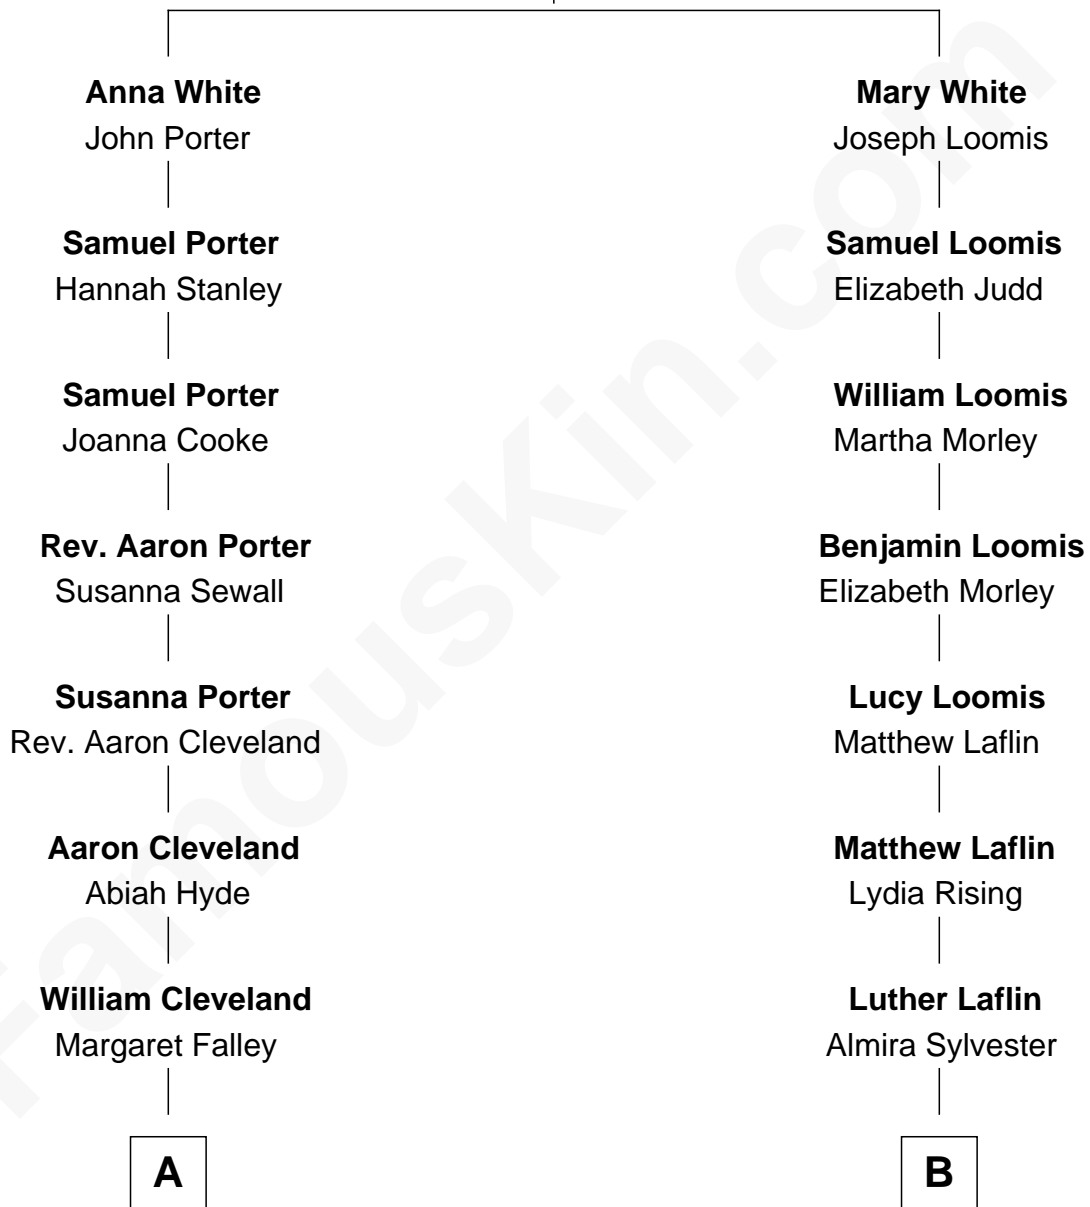 Anna White
John Porter
Samuel Porter
Hannah Stanley
Samuel Porter
Joanna Cooke
Rev. Aaron Porter
Susanna Sewall
Susanna Porter
Rev. Aaron Cleveland
Aaron Cleveland
Abiah Hyde
William Cleveland
Margaret Falley
A
Mary White
Joseph Loomis
Samuel Loomis
Elizabeth Judd
William Loomis
Martha Morley
Benjamin Loomis
Elizabeth Morley
Lucy Loomis
Matthew Laflin
Matthew Laflin
Lydia Rising
Luther Laflin
Almira Sylvester
B
FamousKin.com